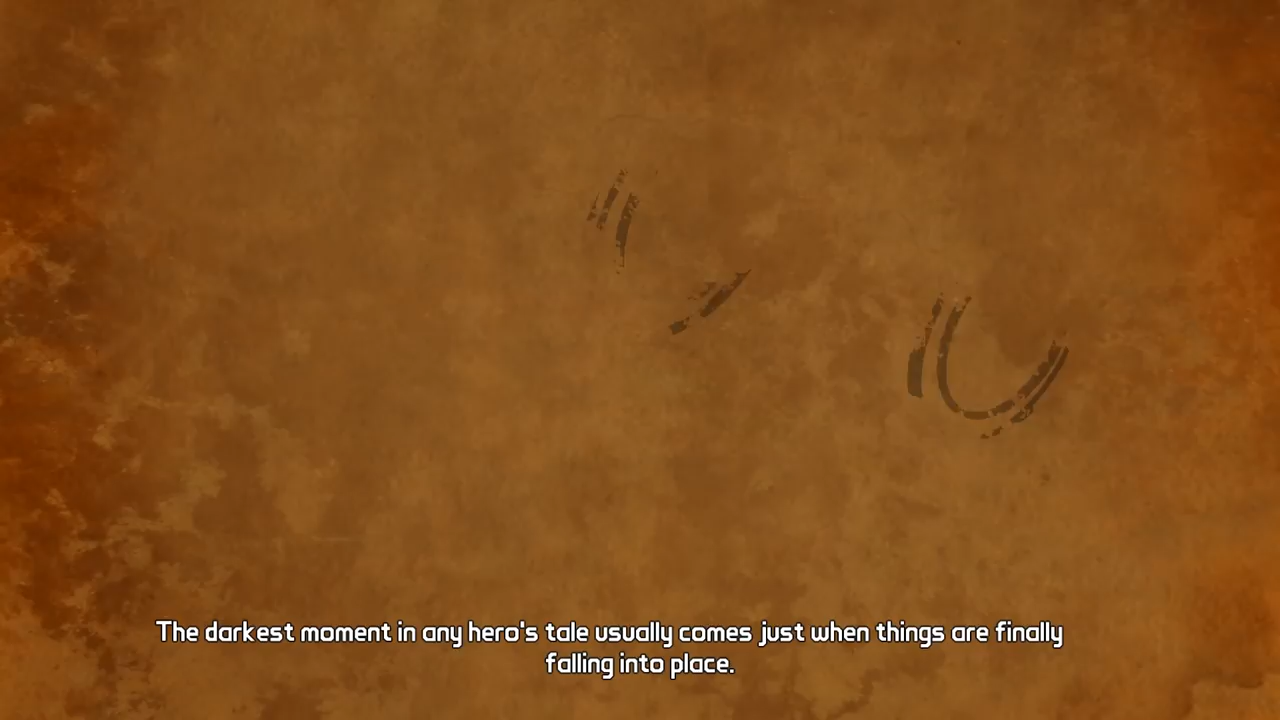 The darkest moment in any hero's tale usually comes just when things are finally
falling into place.